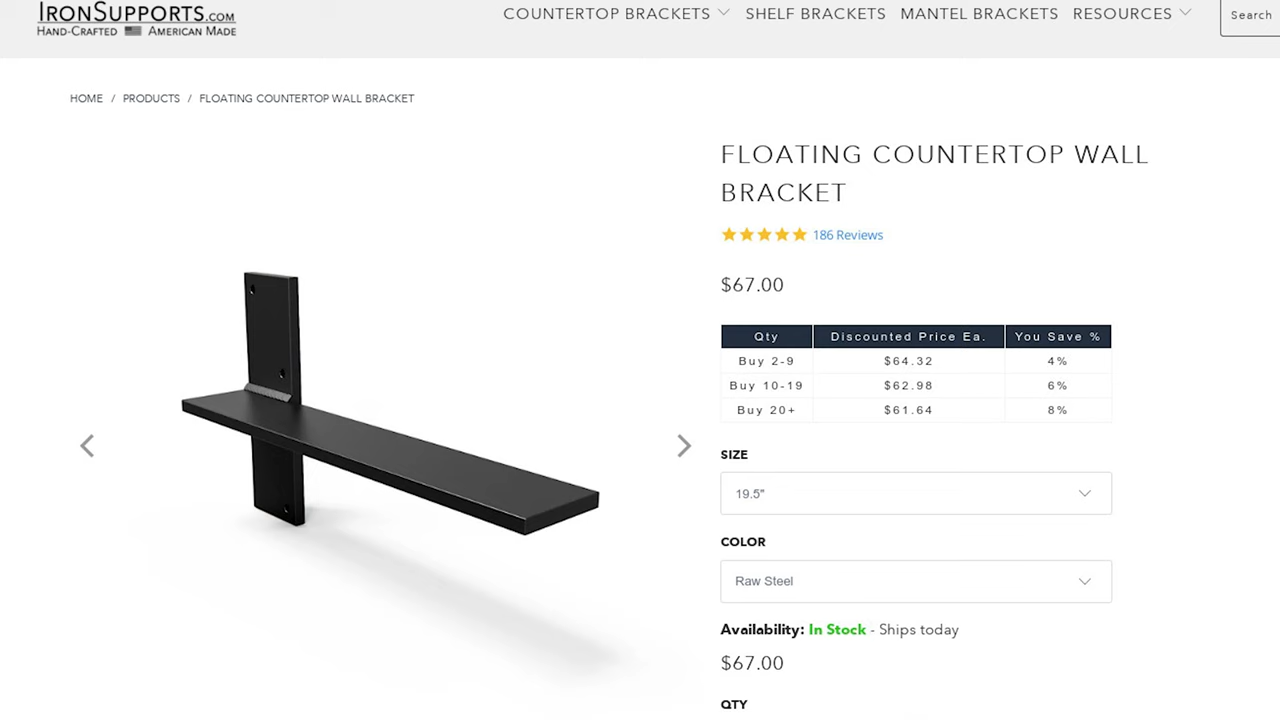 IRONSUPPORTS.COM
HAND-CRAFTED AMERICAN MADE
COUNTERTOP BRACKETS SHELF BRACKETS MANTEL BRACKETS RESOURCES Search
HOME / PRODUCTS / FLOATING COUNTERTOP WALL BRACKET
FLOATING COUNTERTOP WALL
BRACKET
186 Reviews
$67.00
Qty Discounted Price Ea. You Save %
Buy 2-9 $64.32 4%
Buy 10-19 $62.98 6%
Buy 20+ $61.64 8%
SIZE
19.5"
COLOR
Raw Steel
Availability: In Stock - Ships today
$67.00
QTY